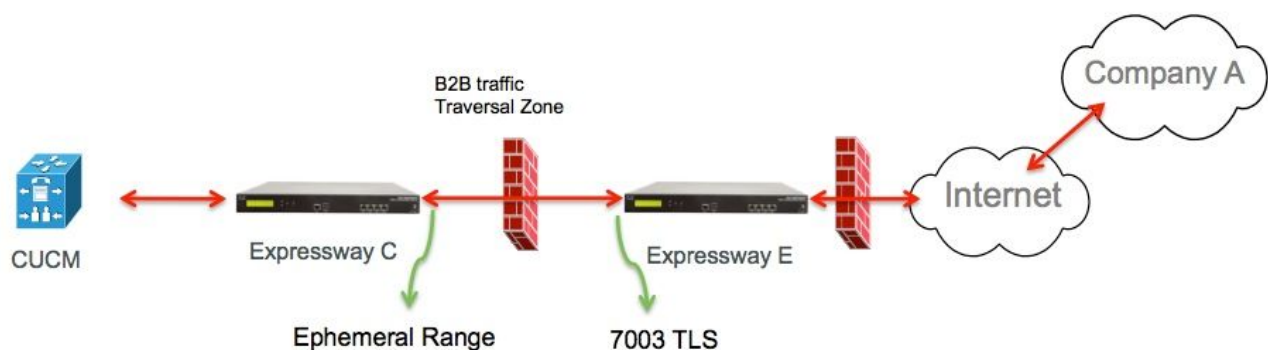 Company A
B2B traffic
Traversal Zone
Internet
CUCM
Expressway C
Expressway E
Ephemeral Range
7003 TLS